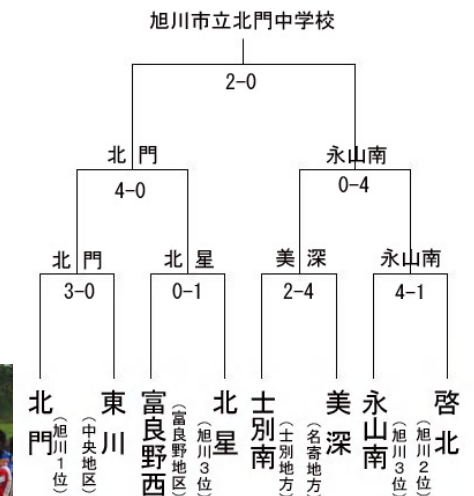 旭川市立北門中学校
2-0
北 門
永山南
4-0
0-4
北 門
北 星
美 深
永山南
3-0
0-1
2-4
4-1
北門
（旭川１位）
（中央地区）
東川
富良野西
（富良野地区）
（旭川３位）
北星
士別南
（士別地方）
（名寄地方）
美深
永山南
（旭川３位）
（旭川２位）
啓北